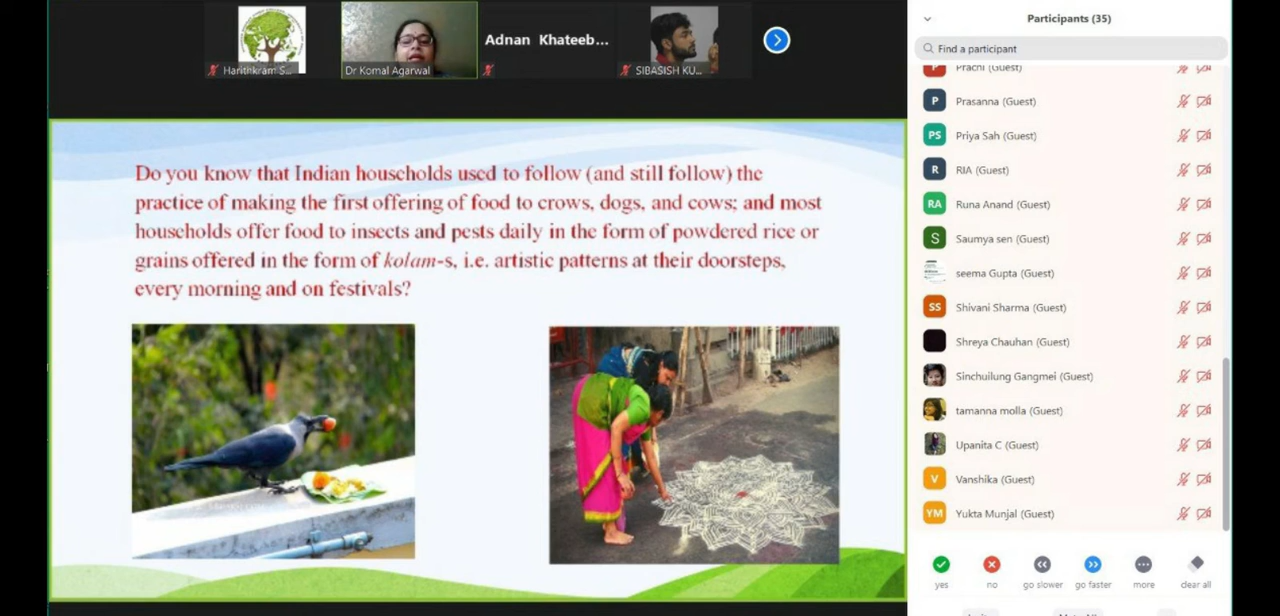 Harithkram S...
Dr Komal Agarwal
Adnan Khateeb...
SIBASISH KU...
Do you know that Indian households used to follow (and still follow) the
practice of making the first offering of food to crows, dogs, and cows; and most
households offer food to insects and pests daily in the form of powdered rice or
grains offered in the form of kolam-s, i.e. artistic patterns at their doorsteps,
every morning and on festivals?
Participants (35)
Find a participant
Prachi (Guest)
P
Prasanna (Guest)
PS
Priya Sah (Guest)
R
RIA (Guest)
RA
Runa Anand (Guest)
S
Saumya sen (Guest)
seema Gupta (Guest)
SS
Shivani Sharma (Guest)
Shreya Chauhan (Guest)
Sinchuilung Gangmei (Guest)
tamanna molla (Guest)
Upanita C (Guest)
V
Vanshika (Guest)
YM
Yukta Munjal (Guest)
yes
no
go slower
go faster
more
clear all